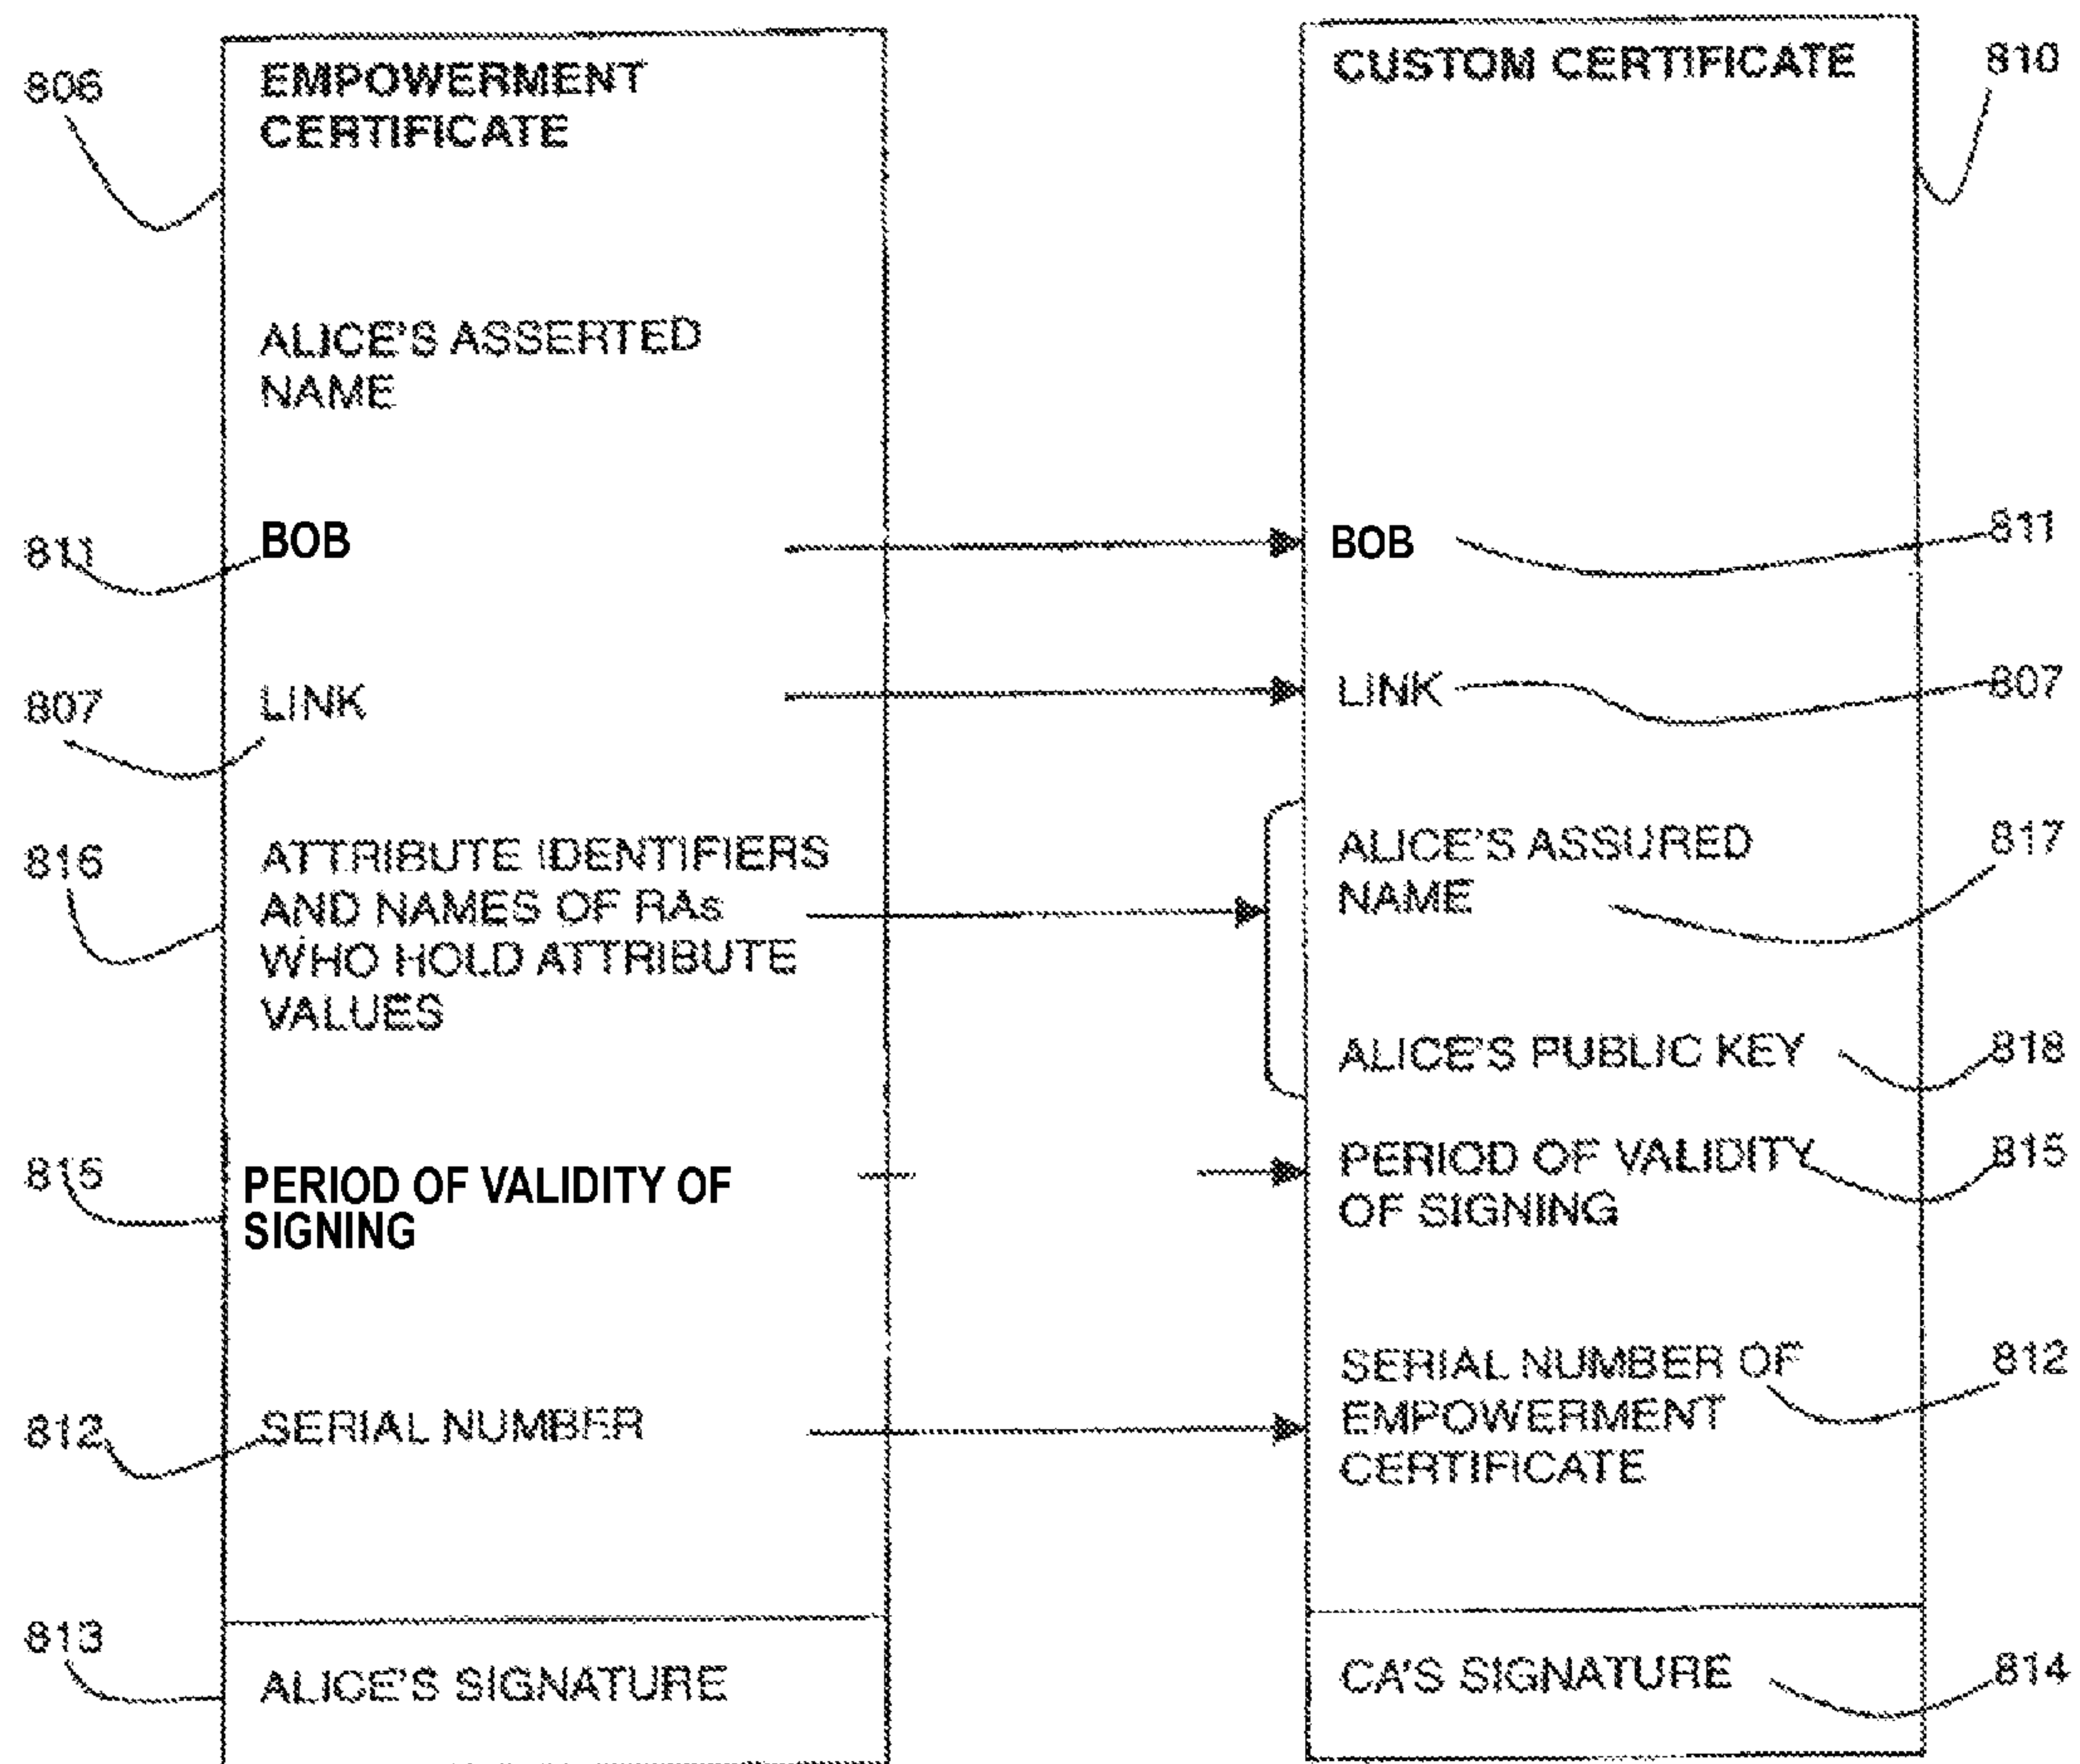 806
EMPOWERMENT
CERTIFICATE
ALICE'S ASSERTED
NAME
811
BOB
807
LINK
816
ATTRIBUTE IDENTIFIERS
AND NAMES OF RAs
WHO HOLD ATTRIBUTE
VALUES
815
PERIOD OF VALIDITY OF
SIGNING
812
SERIAL NUMBER
813
ALICE'S SIGNATURE
CUSTOM CERTIFICATE
810
BOB
811
LINK
807
ALICE'S ASSURED
NAME
817
ALICE'S PUBLIC KEY
818
PERIOD OF VALIDITY
OF SIGNING
815
SERIAL NUMBER OF
EMPOWERMENT
CERTIFICATE
812
CA'S SIGNATURE
814